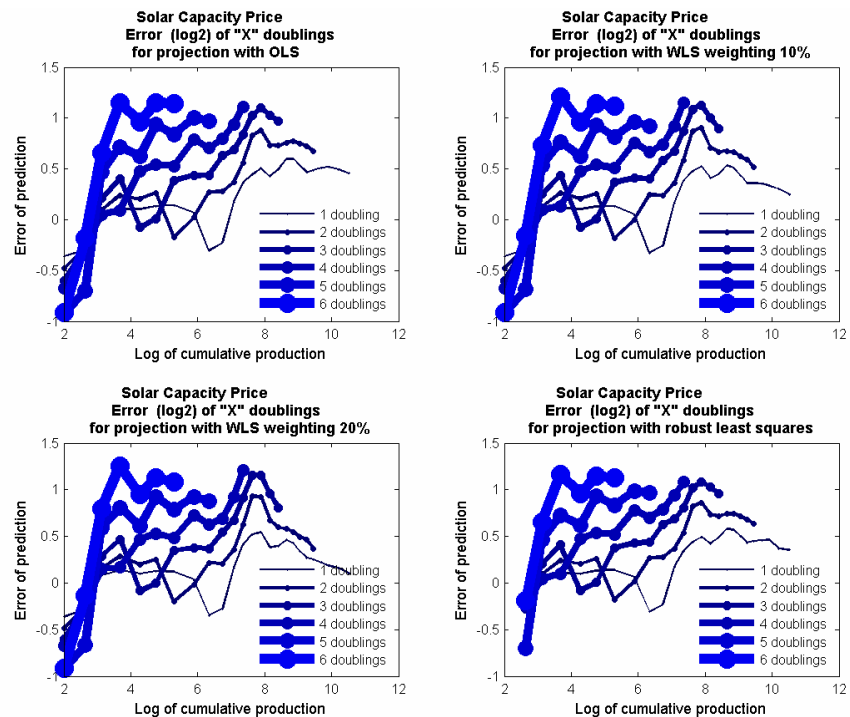 Solar Capacity Price
Error (log2) of "X" doublings
for projection with OLS
1.5
1
0.5
0
-0.5
-1
2
4
6
8
10
12
Error of prediction
Log of cumulative production
1 doubling
2 doublings
3 doublings
4 doublings
5 doublings
6 doublings
Solar Capacity Price
Error (log2) of "X" doublings
for projection with WLS weighting 10%
1.5
1
0.5
0
-0.5
-1
2
4
6
8
10
12
Error of prediction
Log of cumulative production
1 doubling
2 doublings
3 doublings
4 doublings
5 doublings
6 doublings
Solar Capacity Price
Error (log2) of "X" doublings
for projection with WLS weighting 20%
1.5
1
0.5
0
-0.5
-1
2
4
6
8
10
12
Error of prediction
Log of cumulative production
1 doubling
2 doublings
3 doublings
4 doublings
5 doublings
6 doublings
Solar Capacity Price
Error (log2) of "X" doublings
for projection with robust least squares
1.5
1
0.5
0
-0.5
-1
2
4
6
8
10
12
Error of prediction
Log of cumulative production
1 doubling
2 doublings
3 doublings
4 doublings
5 doublings
6 doublings